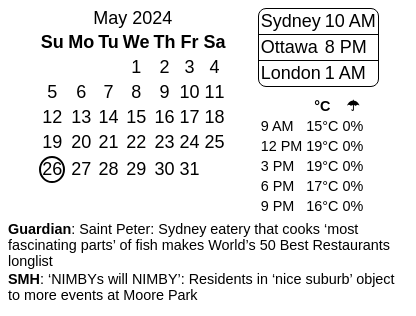 May 2024
Su Mo Tu We Th Fr Sa
1 2 3 4
5 6 7 8 9 10 11
12 13 14 15 16 17 18
19 20 21 22 23 24 25
26 27 28 29 30 31
Sydney 10 AM
Ottawa 8 PM
London 1 AM
°C ☂
9 AM 15°C 0%
12 PM 19°C 0%
3 PM 19°C 0%
6 PM 17°C 0%
9 PM 16°C 0%
Guardian: Saint Peter: Sydney eatery that cooks ‘most
fascinating parts’ of fish makes World’s 50 Best Restaurants
longlist
SMH: ‘NIMBYs will NIMBY’: Residents in ‘nice suburb’ object
to more events at Moore Park